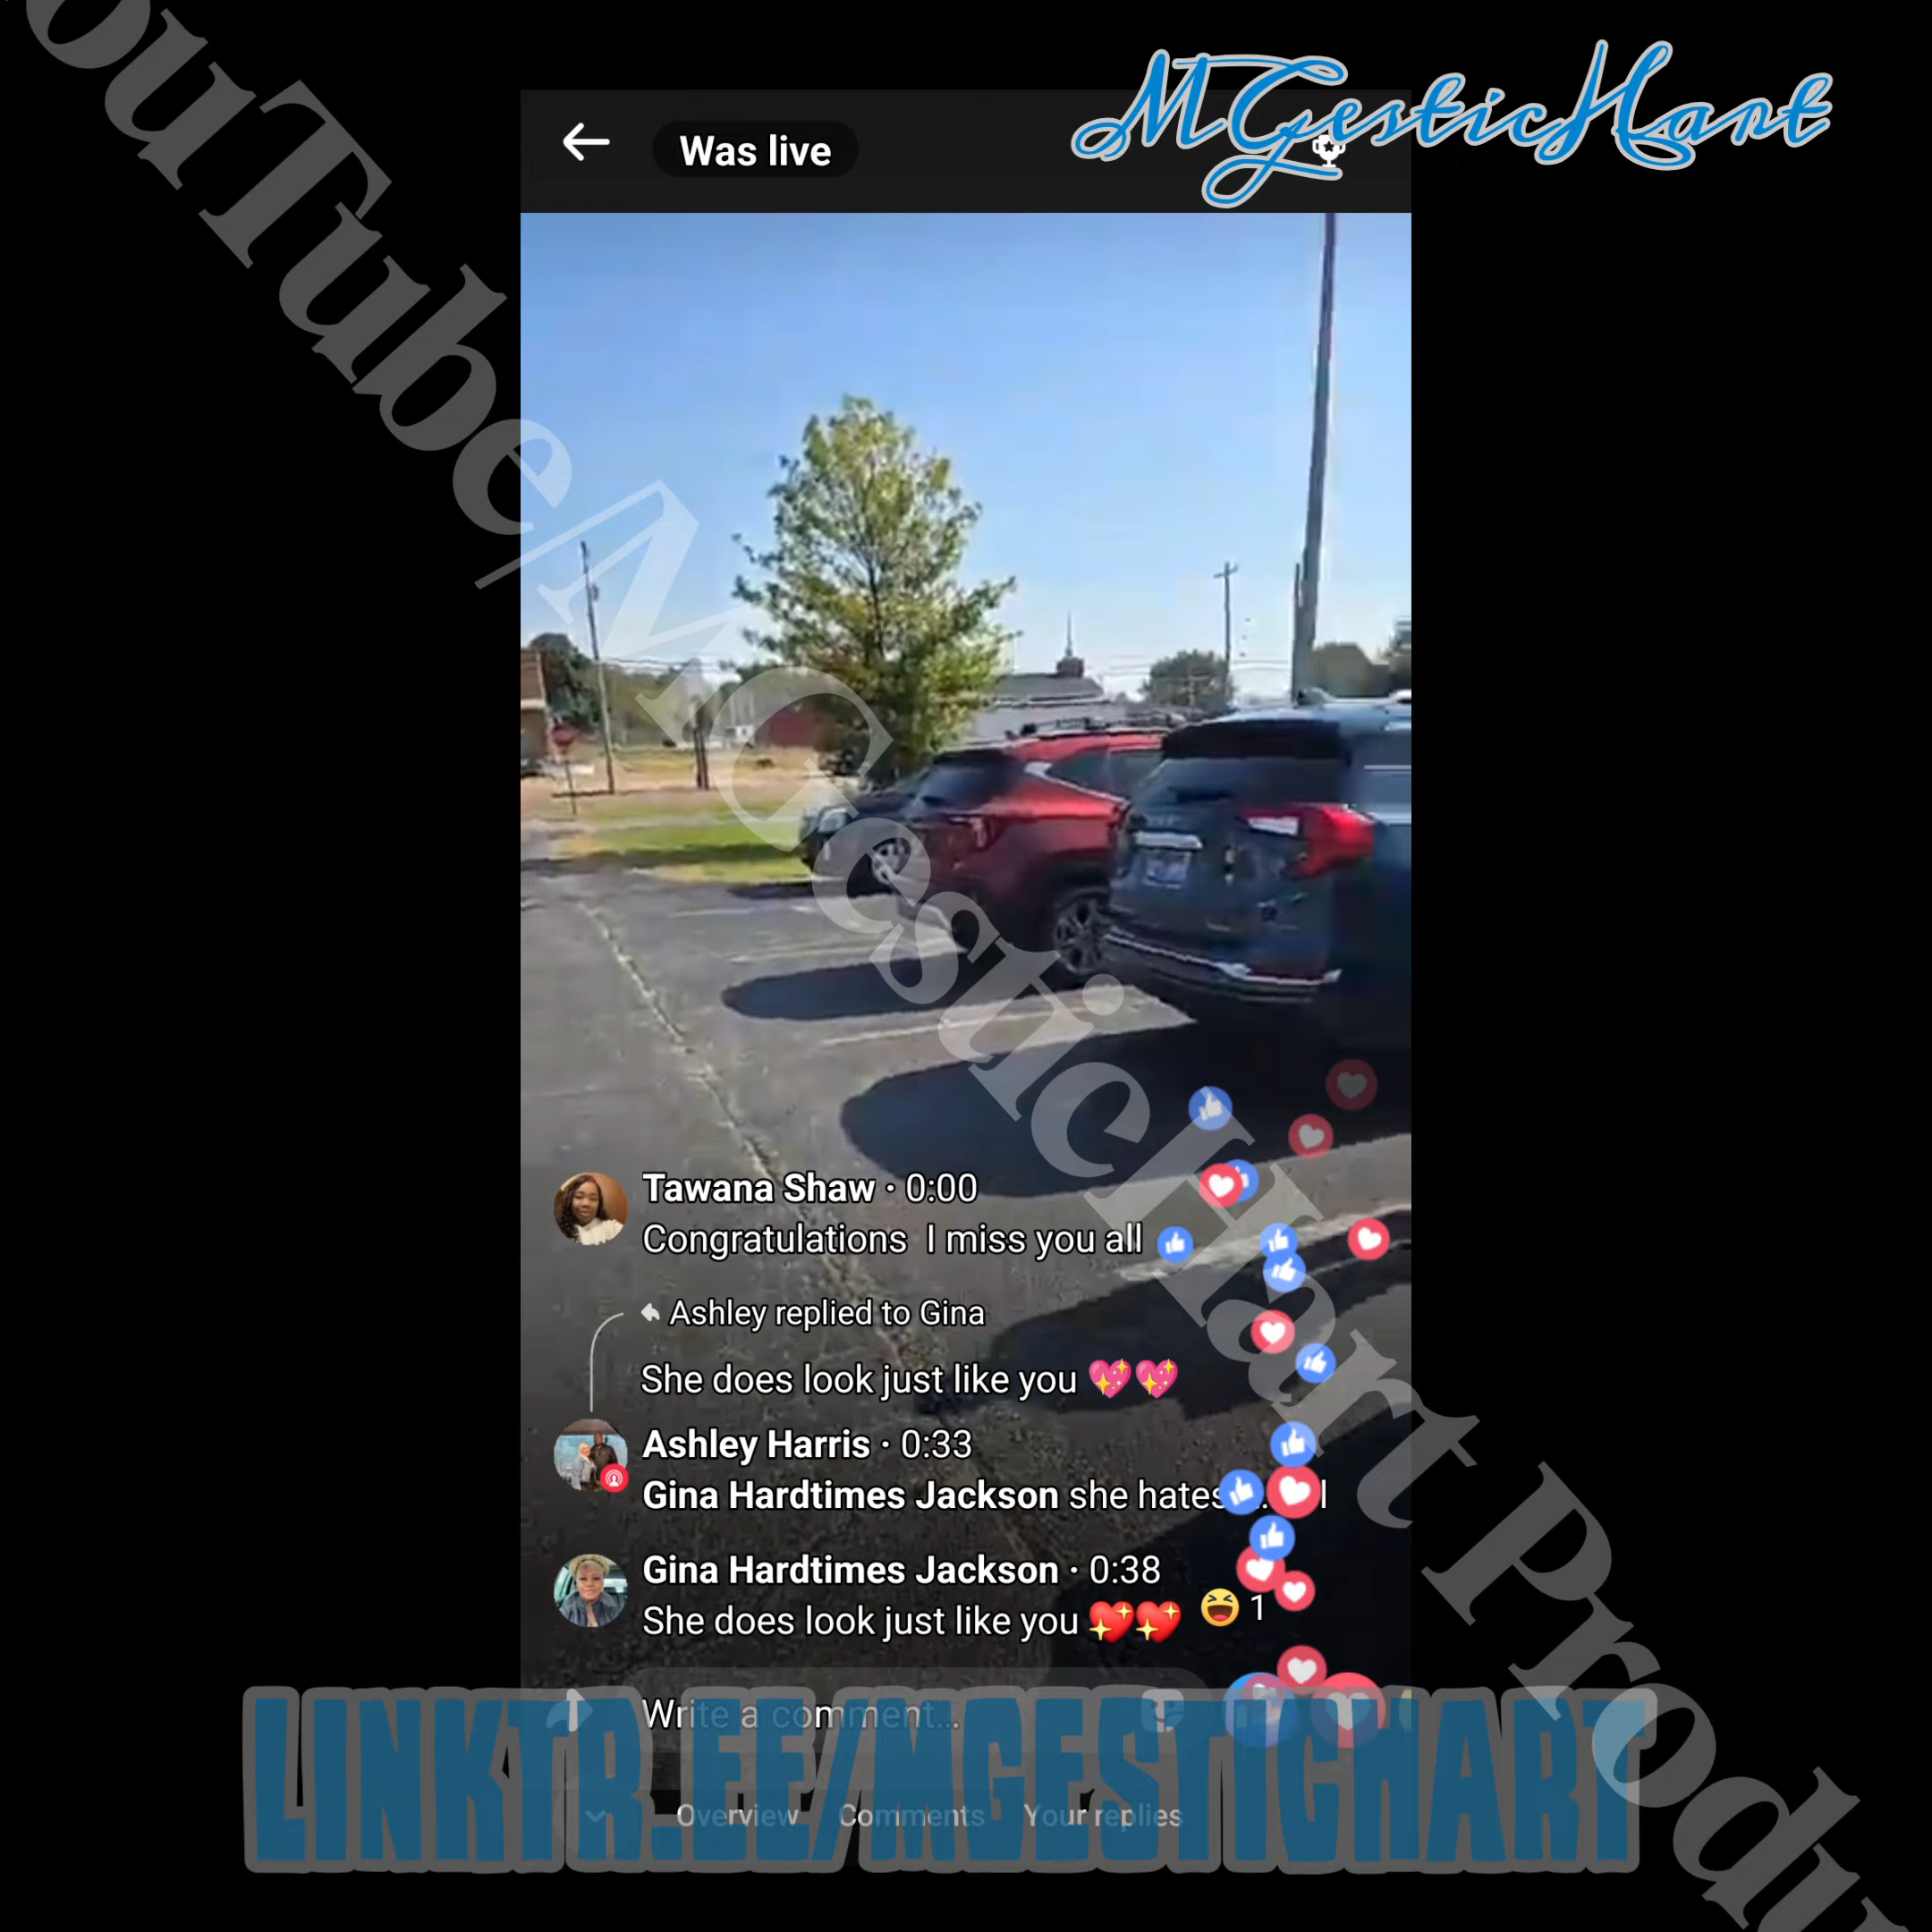 MGesticHart
Was live
ouTube/MGesticHart Produ
Tawana Shaw · 0:00
Congratulations I miss you all
Ashley replied to Gina
She does look just like you 💖💖
Ashley Harris · 0:33
Gina Hardtimes Jackson she hates
Gina Hardtimes Jackson · 0:38
She does look just like you 💖💖
😆 1
Write a comment...
LINKTR.EE/MGESTICHART
Overview Comments Your replies